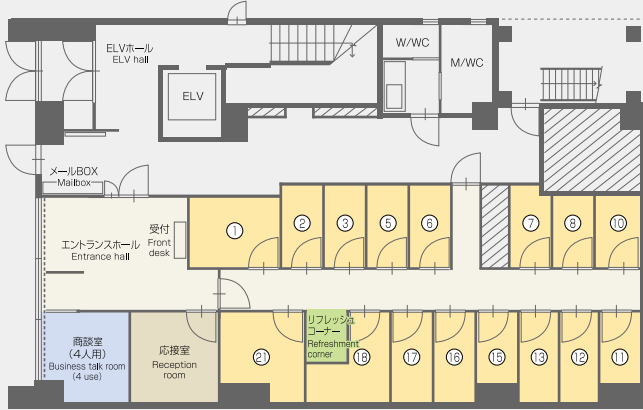 ELVホール
ELV hall
ELV
W/WC
M/WC
メールBOX
Mailbox
受付
Front
desk
エントランスホール
Entrance hall
①
②
③
⑤
⑥
⑦
⑧
⑩
商談室
(4人用)
Business talk room
(4 use)
応接室
Reception
room
㉑
リフレッシュ
コーナー
Refreshment
corner
⑱
⑰
⑯
⑮
⑬
⑫
⑪